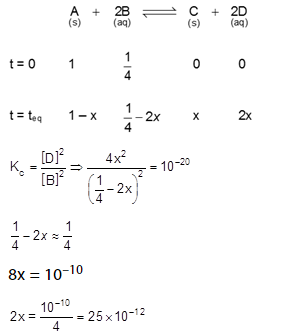 A + 2B ⇌ C + 2D
(s) (aq) (s) (aq)
t = 0 1 1/4 0 0
t = t_eq 1 – x 1/4 – 2x x 2x
K_c = [D]²/[B]² ⇒ 4x²/(1/4 – 2x)² = 10⁻²⁰
1/4 – 2x ≈ 1/4
8x = 10⁻¹⁰
2x = 10⁻¹⁰/4 = 25 × 10⁻¹²